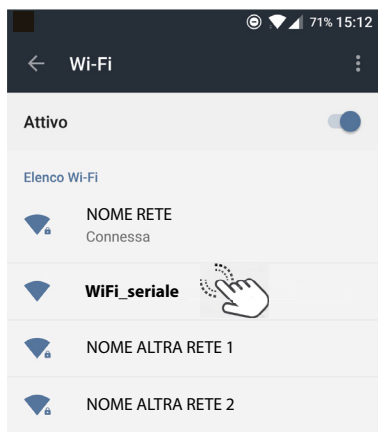 71% 15:12
Wi-Fi
Attivo
Elenco Wi-Fi
NOME RETE
Connessa
WiFi_seriale
NOME ALTRA RETE 1
NOME ALTRA RETE 2